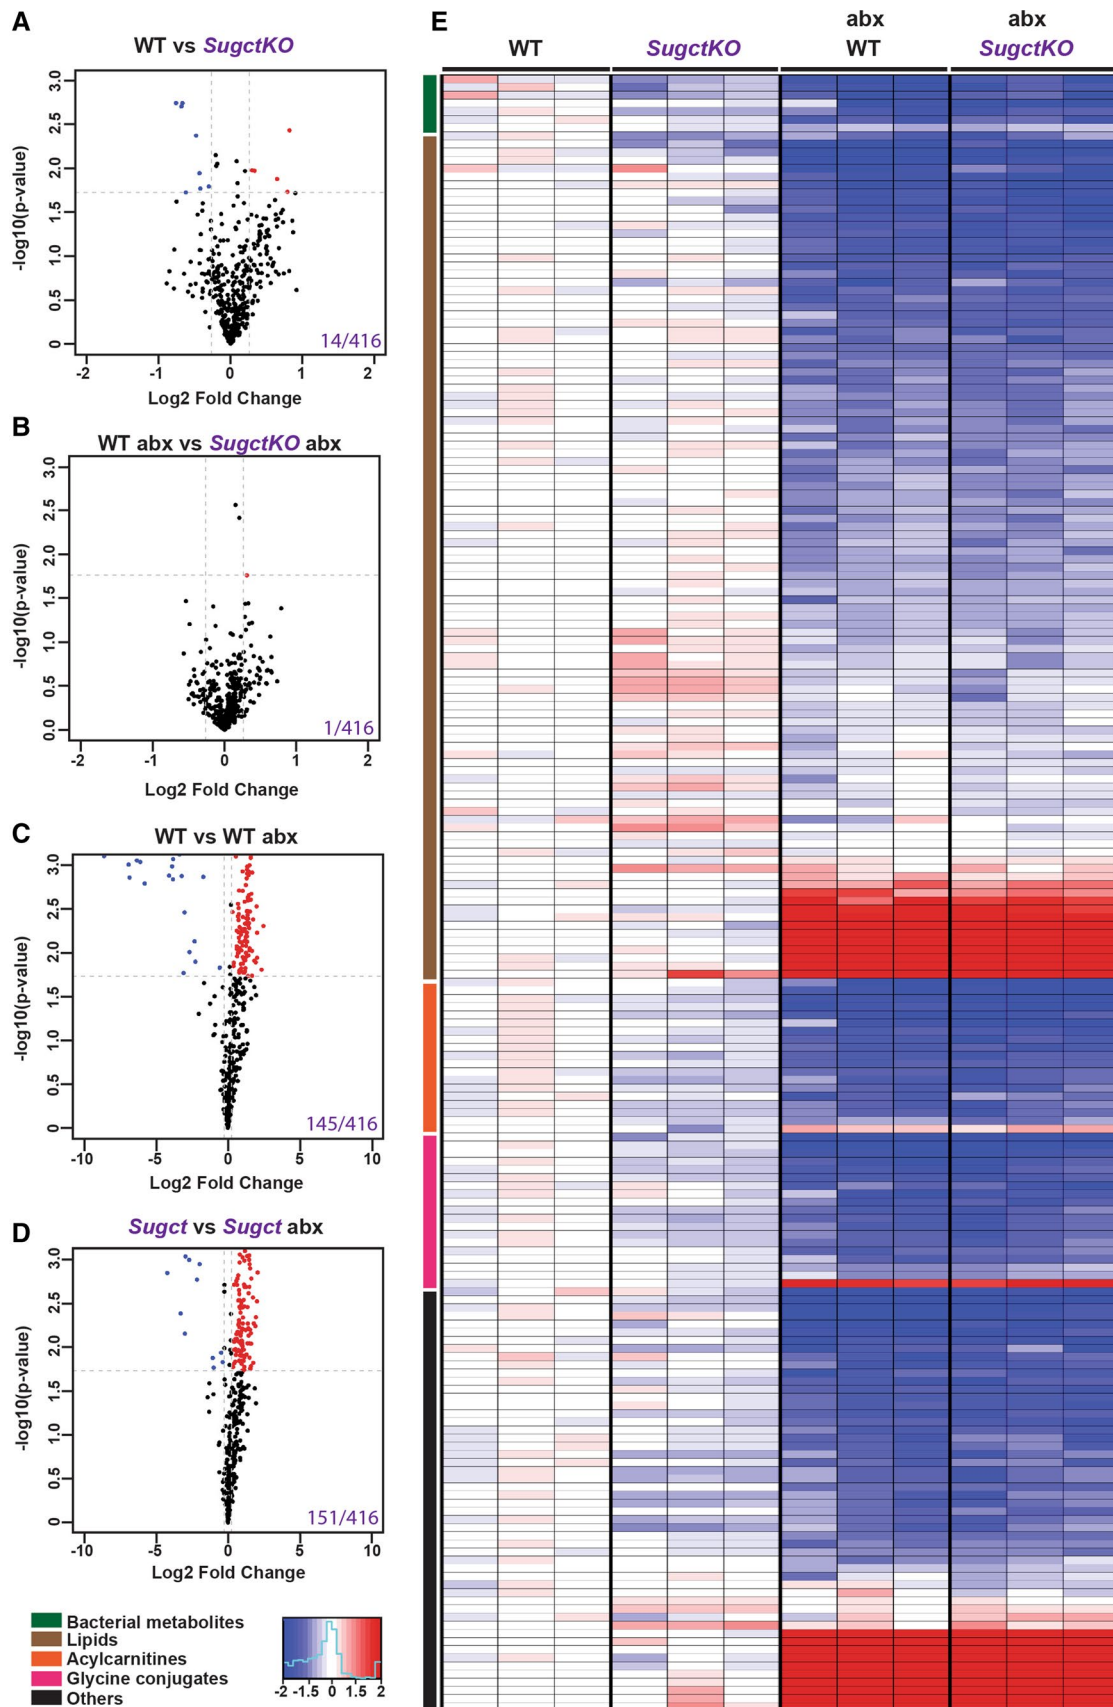 A
WT vs SugctKO
-log10(p-value)
3.0
2.5
2.0
1.5
1.0
0.5
0
14/416
-2 -1 0 1 2
Log2 Fold Change
B
WT abx vs SugctKO abx
-log10(p-value)
3.0
2.5
2.0
1.5
1.0
0.5
0.0
1/416
-2 -1 0 1 2
Log2 Fold Change
C
WT vs WT abx
-log10(p-value)
3.0
2.5
2.0
1.5
1.0
0.5
0
145/416
-10 -5 0 5 10
Log2 Fold Change
D
Sugct vs Sugct abx
-log10(p-value)
3.0
2.5
2.0
1.5
1.0
0.5
0
151/416
-10 -5 0 5 10
Log2 Fold Change
Bacterial metabolites
Lipids
Acylcarnitines
Glycine conjugates
Others
-2 -1.5 0 1.5 2
E
WT
SugctKO
abx
WT
abx
SugctKO